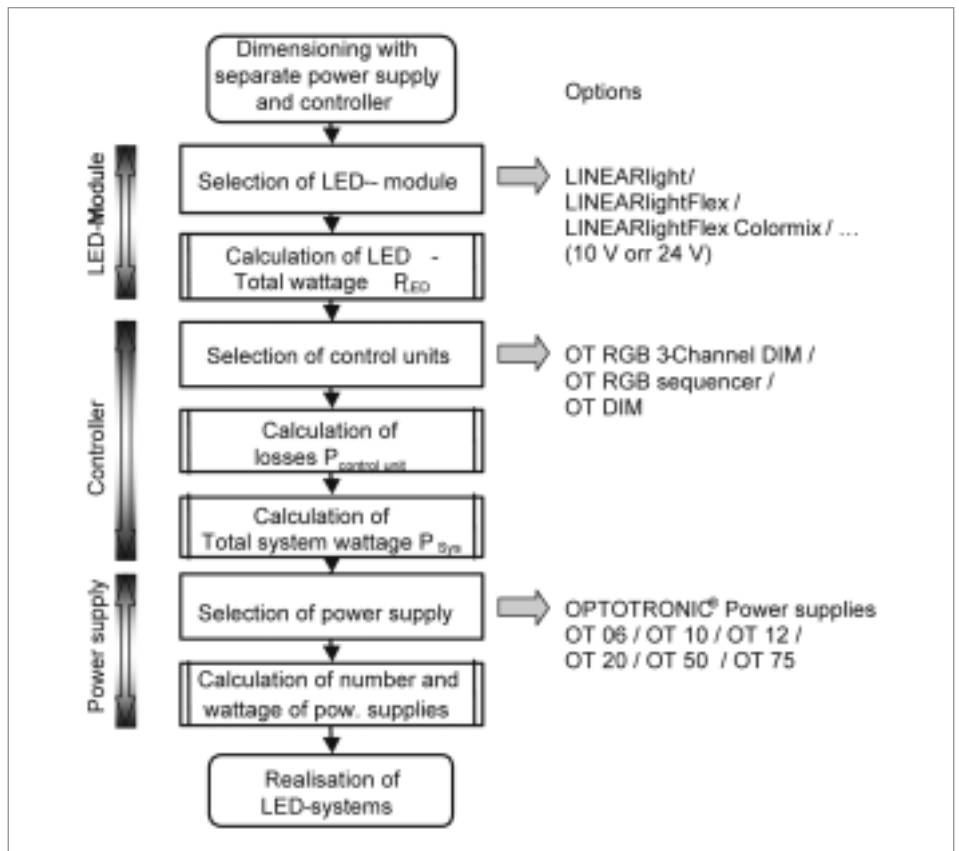 Dimensioning with
separate power supply
and controller
Options
LED-Module
Selection of LED-- module
LINEARlight/
LINEARlightFlex /
LINEARlightFlex Colormix / ...
(10 V orr 24 V)
Calculation of LED -
Total wattage P LED
Controller
Selection of control units
OT RGB 3-Channel DIM /
OT RGB sequencer /
OT DIM
Calculation of
losses P control unit
Calculation of
Total system wattage P Sys
Power supply
Selection of power supply
OPTOTRONIC® Power supplies
OT 06 / OT 10 / OT 12 /
OT 20 / OT 50 / OT 75
Calculation of number and
wattage of pow. supplies
Realisation of
LED-systems